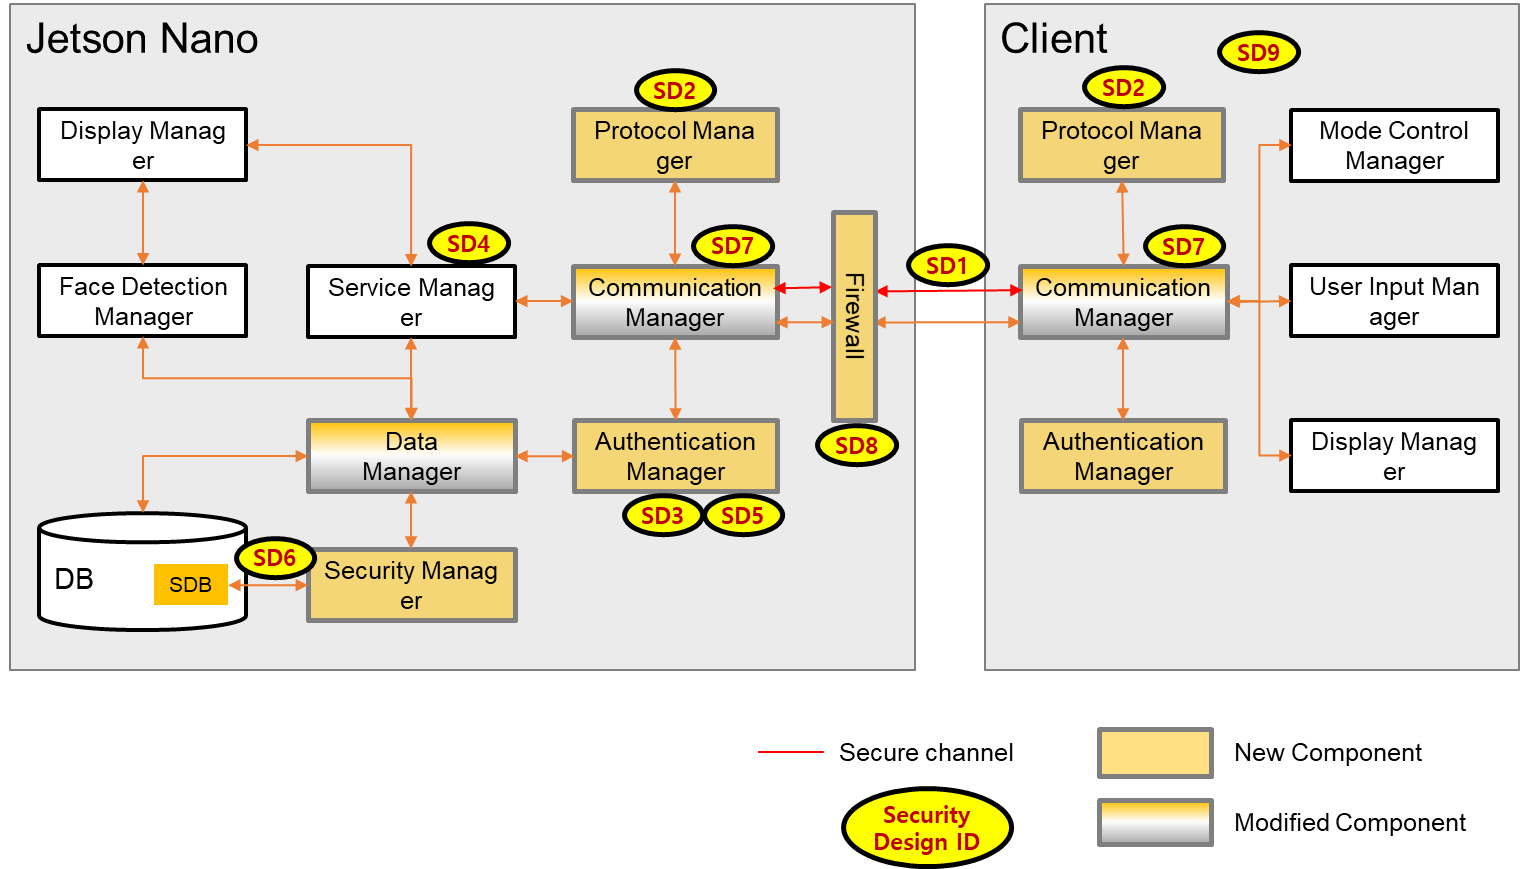 Jetson Nano
Client
SD9
SD2
SD2
Display Manag
er
Protocol Mana
ger
Protocol Mana
ger
Mode Control
Manager
SD4
SD7
SD1
SD7
Face Detection
Manager
Service Manag
er
Communication
Manager
Firewall
Communication
Manager
User Input Man
ager
Data
Manager
Authentication
Manager
SD8
Authentication
Manager
Display Manag
er
SD3
SD5
SD6
DB
SDB
Security Manag
er
Secure channel
New Component
Security
Design ID
Modified Component